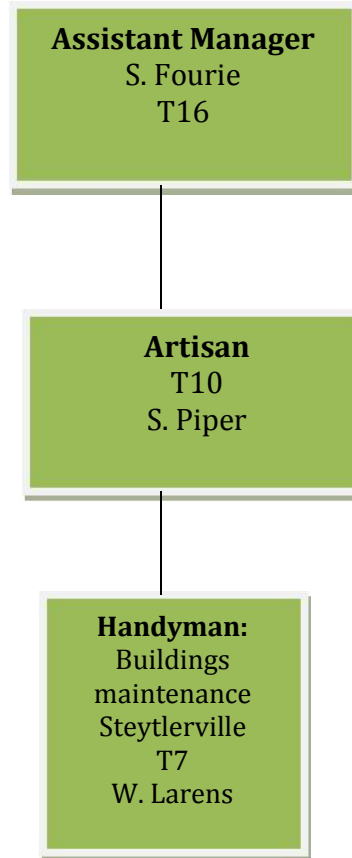 Assistant Manager
S. Fourie
T16
Artisan
T10
S. Piper
Handyman:
Buildings
maintenance
Steytlerville
T7
W. Larens